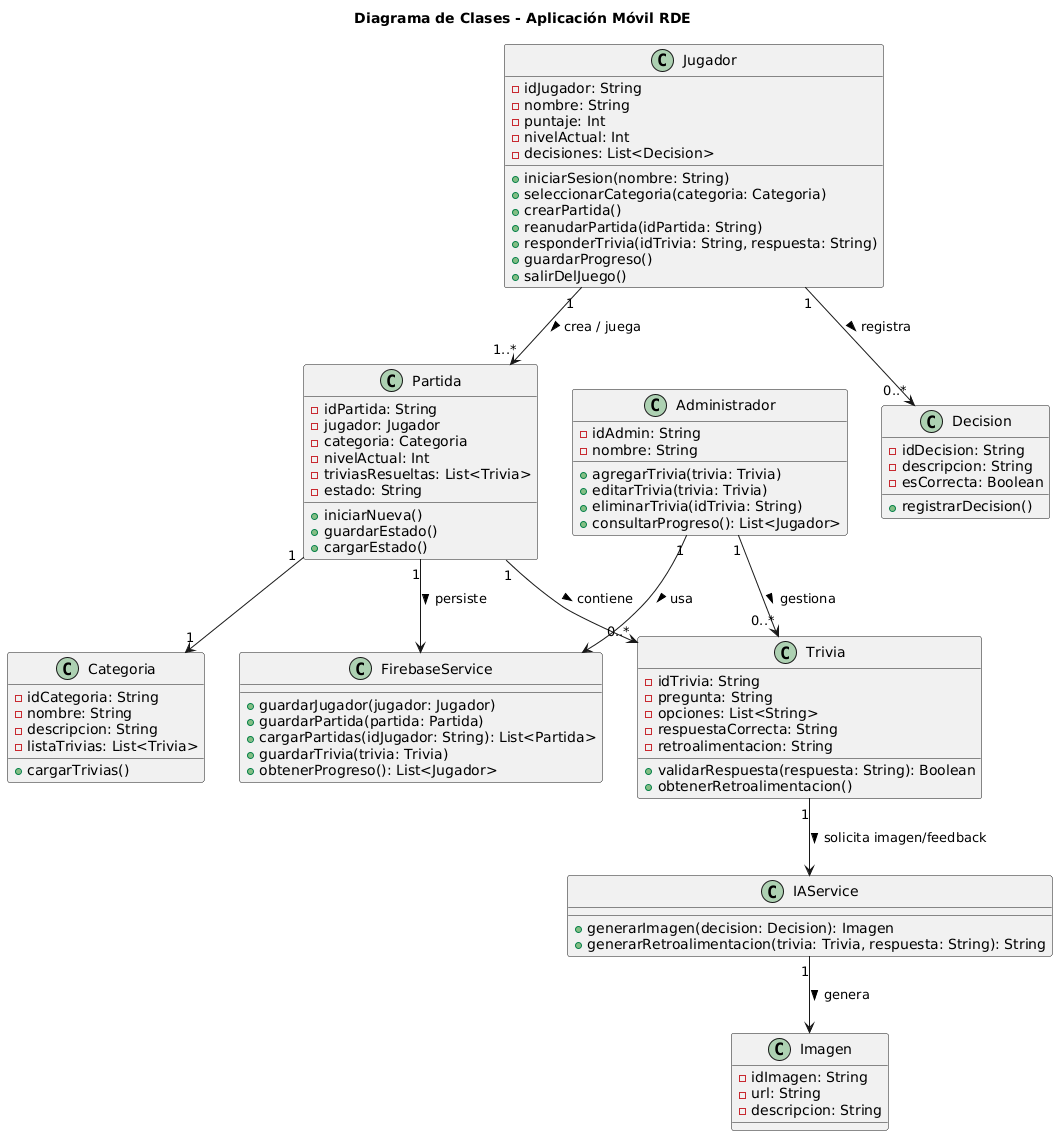 Diagrama de Clases - Aplicación Móvil RDE
C Jugador
idJugador: String
nombre: String
puntaje: Int
nivelActual: Int
decisiones: List<Decision>
iniciarSesion(nombre: String)
seleccionarCategoria(categoria: Categoria)
crearPartida()
reanudarPartida(idPartida: String)
responderTrivia(idTrivia: String, respuesta: String)
guardarProgreso()
salirDelJuego()
1
crea / juega
1..*
1
registra
0..*
C Partida
idPartida: String
jugador: Jugador
categoria: Categoria
nivelActual: Int
triviasResueltas: List<Trivia>
estado: String
iniciarNueva()
guardarEstado()
cargarEstado()
C Administrador
idAdmin: String
nombre: String
agregarTrivia(trivia: Trivia)
editarTrivia(trivia: Trivia)
eliminarTrivia(idTrivia: String)
consultarProgreso(): List<Jugador>
C Decision
idDecision: String
descripcion: String
esCorrecta: Boolean
registrarDecision()
1
1
1
persiste
1
contiene
0..*
1
usa
1
gestiona
0..*
C Categoria
idCategoria: String
nombre: String
descripcion: String
listaTrivias: List<Trivia>
cargarTrivias()
C FirebaseService
guardarJugador(jugador: Jugador)
guardarPartida(partida: Partida)
cargarPartidas(idJugador: String): List<Partida>
guardarTrivia(trivia: Trivia)
obtenerProgreso(): List<Jugador>
C Trivia
idTrivia: String
pregunta: String
opciones: List<String>
respuestaCorrecta: String
retroalimentacion: String
validarRespuesta(respuesta: String): Boolean
obtenerRetroalimentacion()
1
solicita imagen/feedback
C IAService
generarImagen(decision: Decision): Imagen
generarRetroalimentacion(trivia: Trivia, respuesta: String): String
1
genera
C Imagen
idImagen: String
url: String
descripcion: String